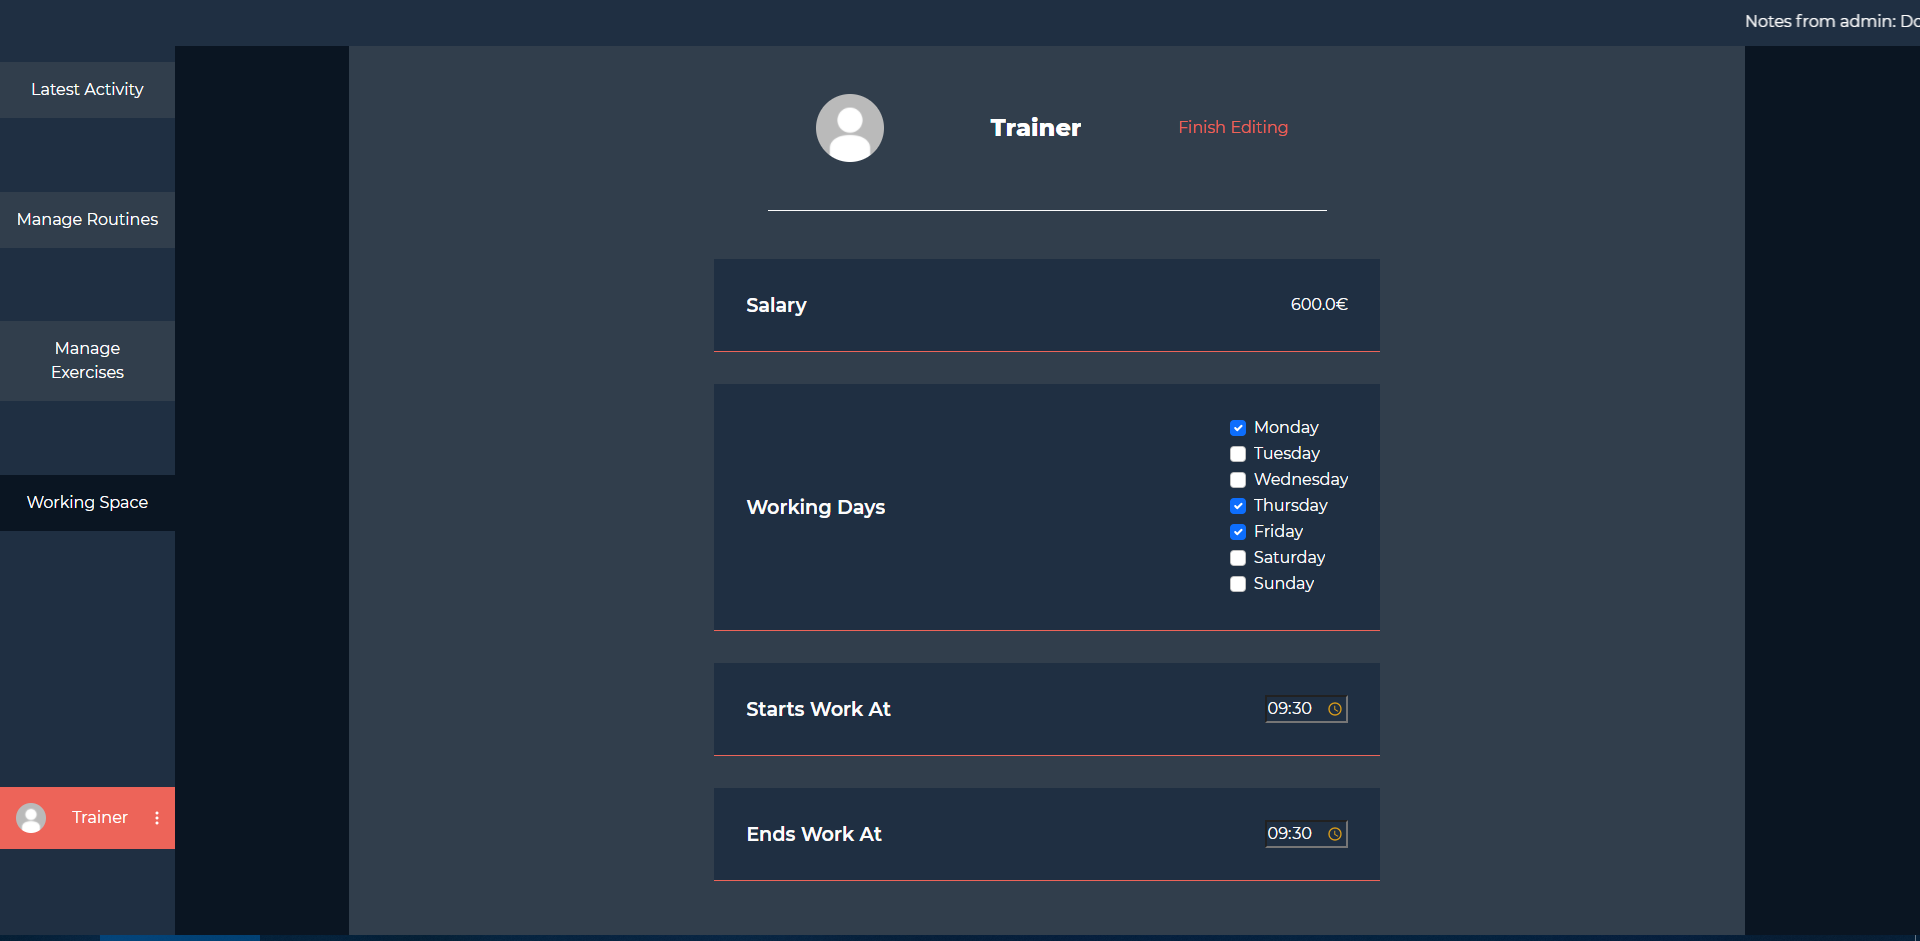 Notes from admin: Do
Latest Activity
Manage Routines
Manage
Exercises
Working Space
Trainer
Trainer
Finish Editing
Salary
600.0€
Working Days
Monday
Tuesday
Wednesday
Thursday
Friday
Saturday
Sunday
Starts Work At
09:30
Ends Work At
09:30